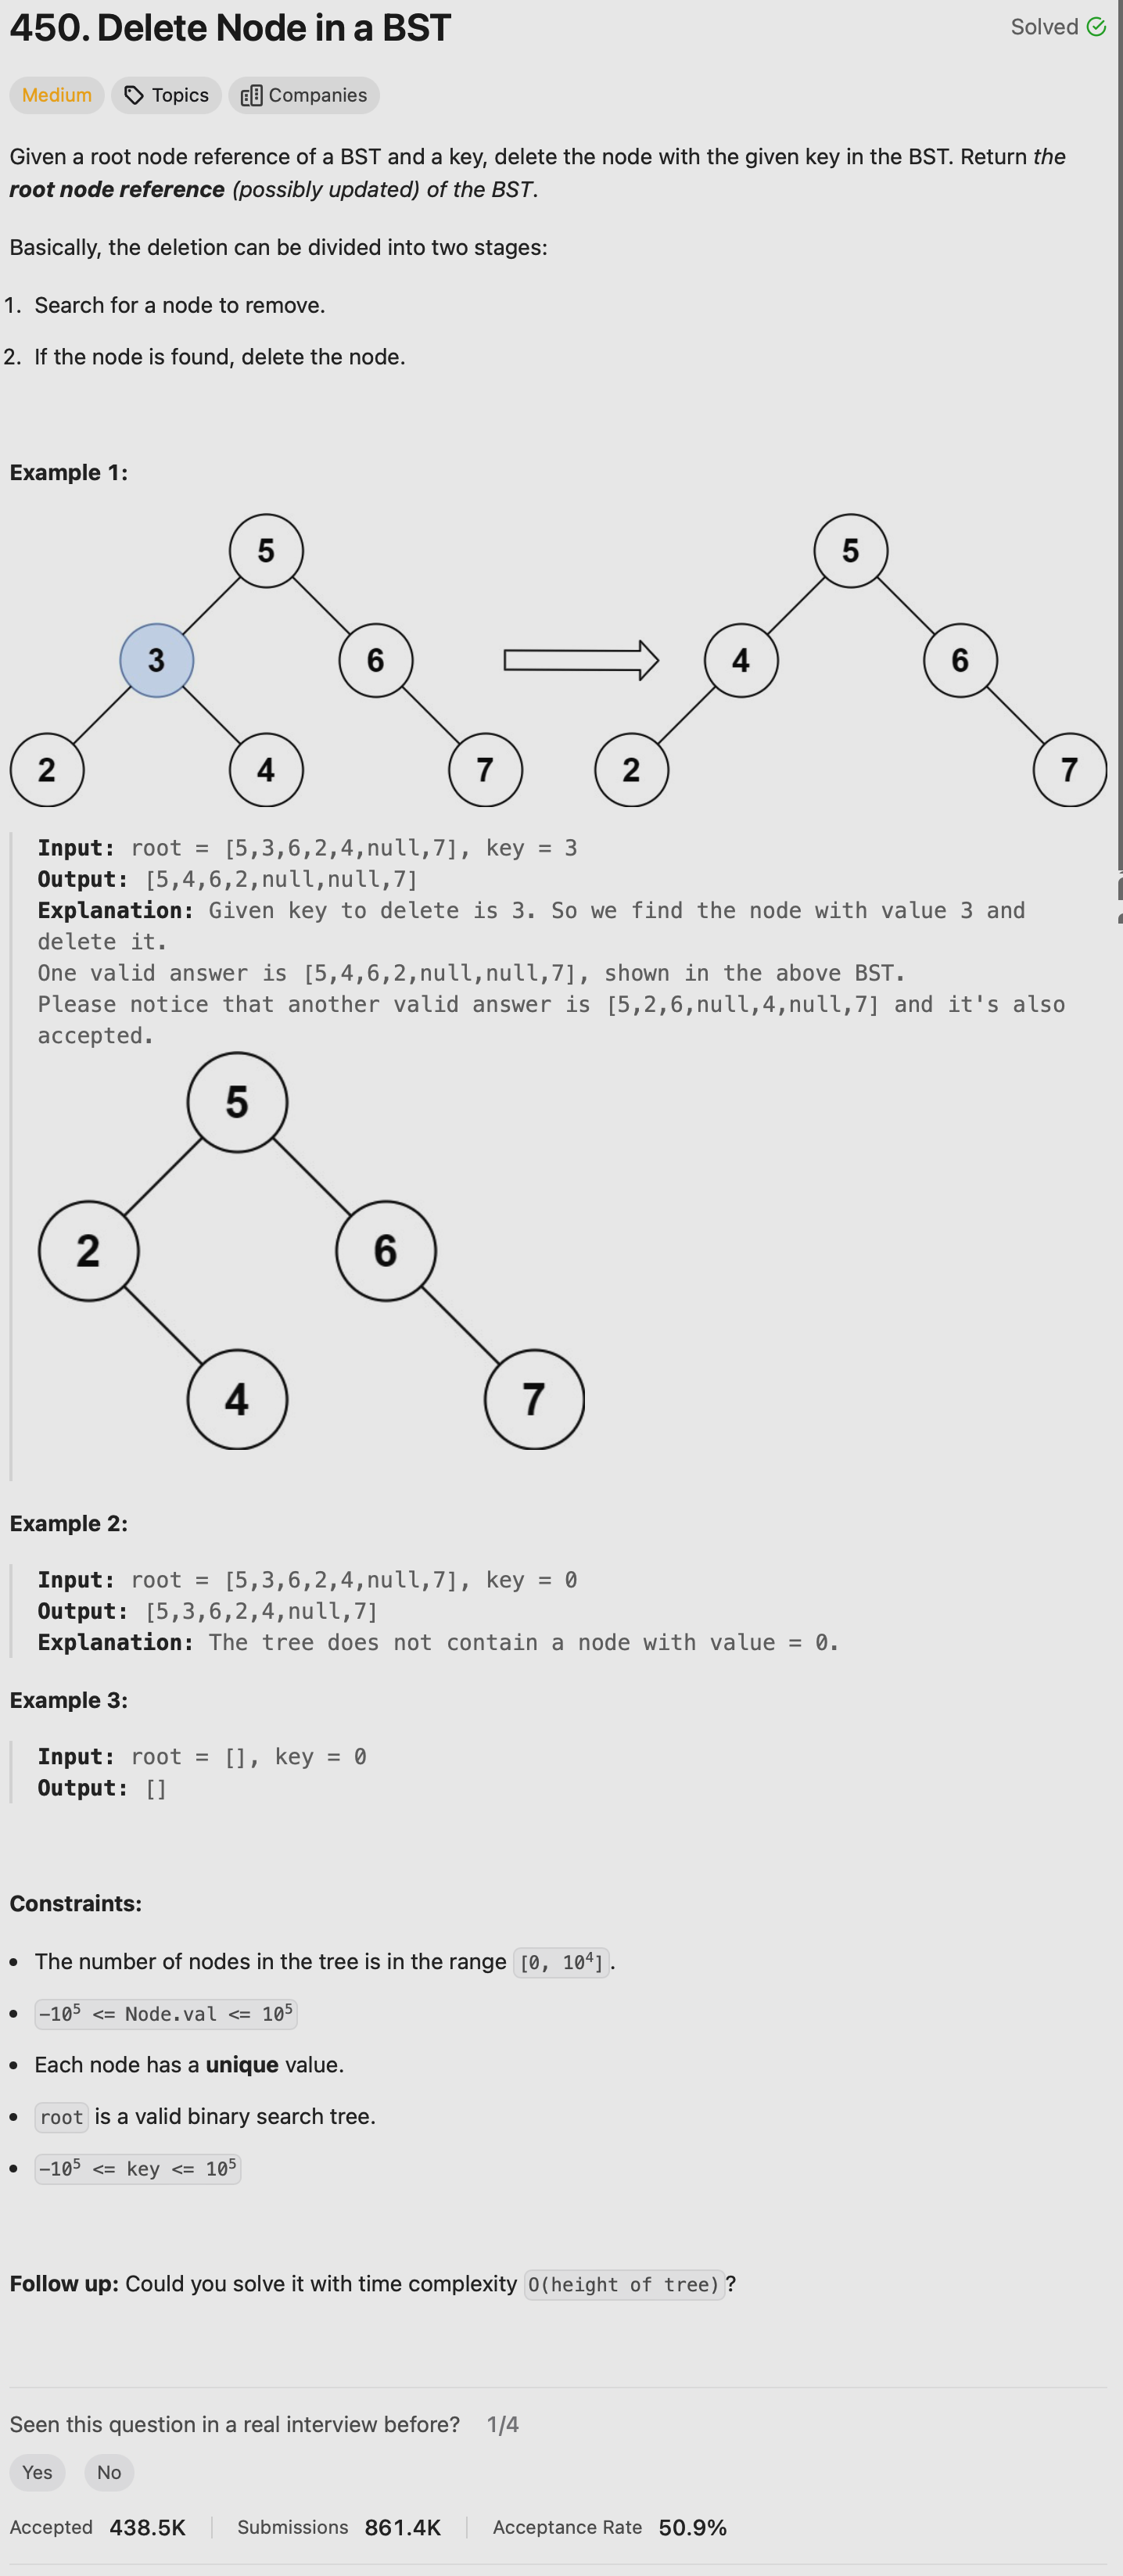 450. Delete Node in a BST
Solved
Medium
Topics
Companies
Given a root node reference of a BST and a key, delete the node with the given key in the BST. Return the
root node reference (possibly updated) of the BST.
Basically, the deletion can be divided into two stages:
1. Search for a node to remove.
2. If the node is found, delete the node.
Example 1:
5
5
3
6
4
6
2
4
7
2
7
Input: root = [5,3,6,2,4,null,7], key = 3
Output: [5,4,6,2,null,null,7]
Explanation: Given key to delete is 3. So we find the node with value 3 and
delete it.
One valid answer is [5,4,6,2,null,null,7], shown in the above BST.
Please notice that another valid answer is [5,2,6,null,4,null,7] and it's also
accepted.
5
2
6
4
7
Example 2:
Input: root = [5,3,6,2,4,null,7], key = 0
Output: [5,3,6,2,4,null,7]
Explanation: The tree does not contain a node with value = 0.
Example 3:
Input: root = [], key = 0
Output: []
Constraints:
• The number of nodes in the tree is in the range [0, 10⁴].
• -10⁵ <= Node.val <= 10⁵
• Each node has a unique value.
• root is a valid binary search tree.
• -10⁵ <= key <= 10⁵
Follow up: Could you solve it with time complexity O(height of tree)?
Seen this question in a real interview before? 1/4
Yes
No
Accepted 438.5K
Submissions 861.4K
Acceptance Rate 50.9%